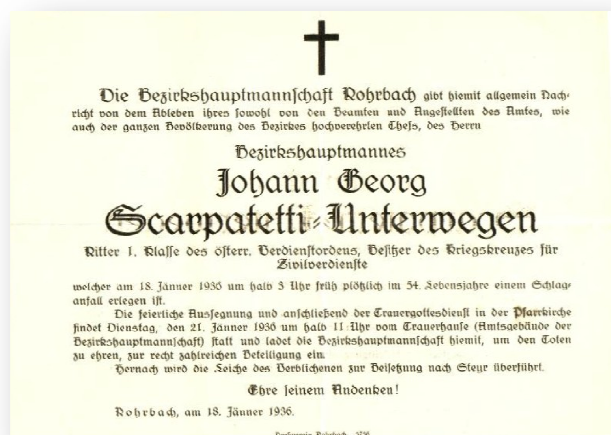 Die Bezirkshauptmannschaft Rohrbach gibt hiemit allgemein Nach-
richt von dem Ableben ihres sowohl von den Beamten und Angestellten des Amtes, wie
auch der ganzen Bevölkerung des Bezirkes hochverehrten Chefs, des Herrn
Bezirkshauptmannes
Johann Georg
Scarpatetti-Unterwegen
Ritter 1. Klasse des österr. Verdienstordens, Besitzer des Kriegskreuzes für
Zivilverdienste
welcher am 18. Jänner 1936 um halb 3 Uhr früh plötzlich im 54. Lebensjahre einem Schlag-
anfall erlegen ist.
Die feierliche Aussegnung und anschließend der Trauergottesdienst in der Pfarrkirche
findet Dienstag, den 21. Jänner 1936 um halb 11 Uhr vom Trauerhause (Amtsgebäude der
Bezirkshauptmannschaft) statt und ladet die Bezirkshauptmannschaft hiemit, um den Toten
zu ehren, zur recht zahlreichen Beteiligung ein.
Hernach wird die Leiche des Verblichenen zur Beisetzung nach Steyr überführt.
Ehre seinem Andenken!
Rohrbach, am 18. Jänner 1936.
Rohrbach